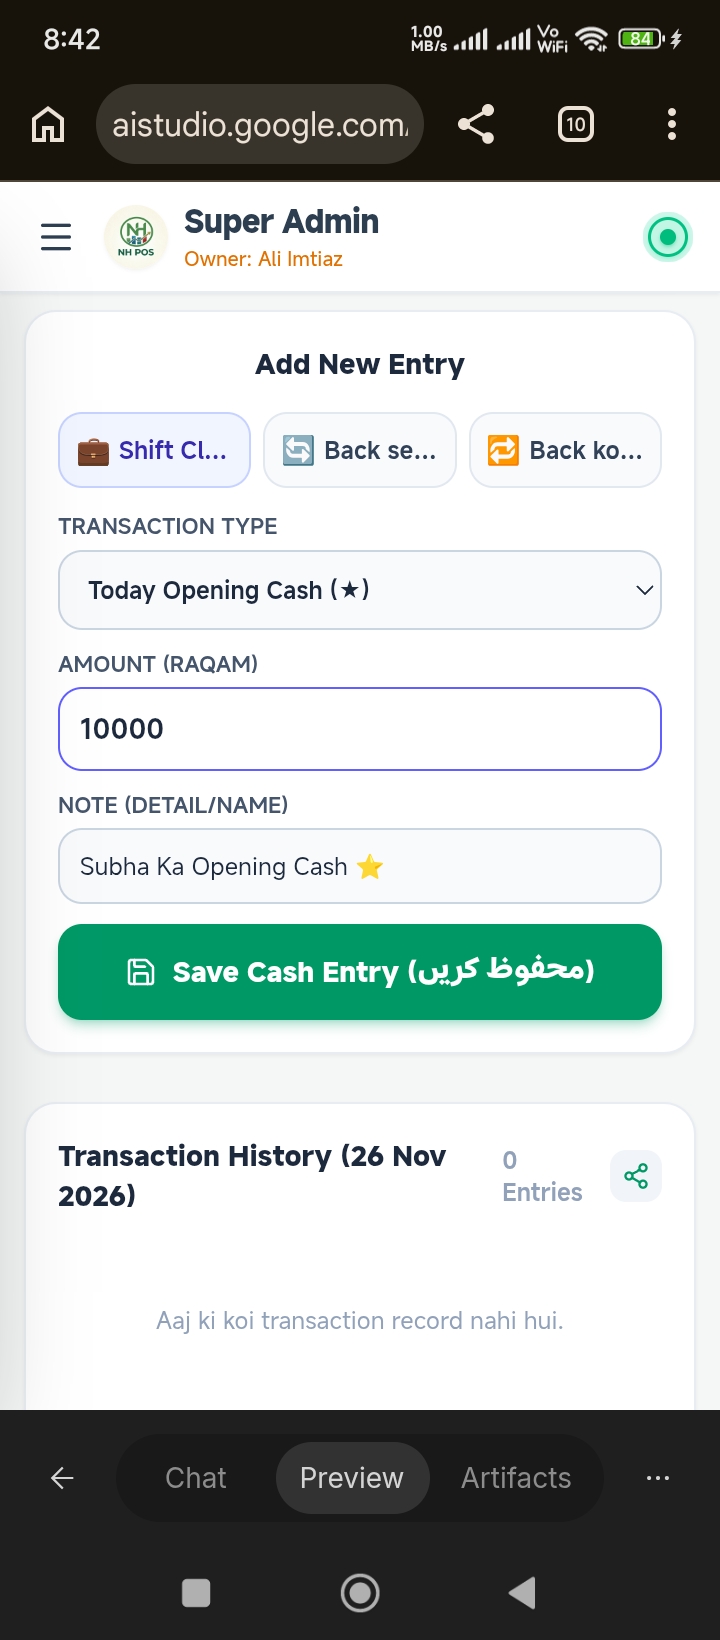 8:42
1.00
MB/s
Vo
WiFi
84
aistudio.google.com/
10
NH
NH POS
Super Admin
Owner: Ali Imtiaz
Add New Entry
💼 Shift Cl...
🔄 Back se...
🔁 Back ko...
TRANSACTION TYPE
Today Opening Cash (★)
AMOUNT (RAQAM)
10000
NOTE (DETAIL/NAME)
Subha Ka Opening Cash ⭐
Save Cash Entry (محفوظ کریں)
Transaction History (26 Nov
2026)
0
Entries
Aaj ki koi transaction record nahi hui.
Chat
Preview
Artifacts